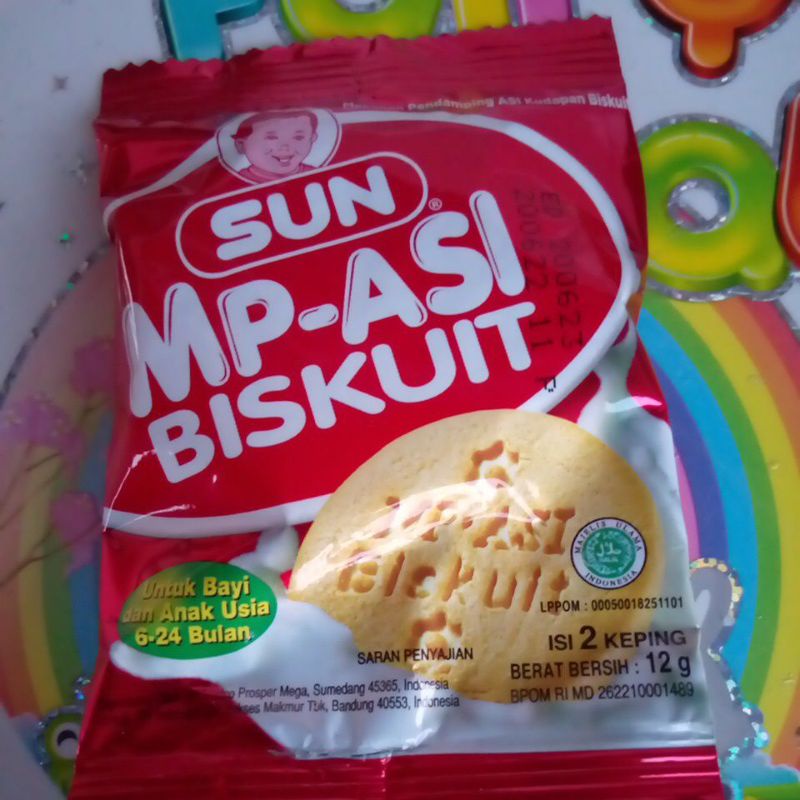 Pendamping ASI Kudapan Biskuit
SUN®
MP-ASI
BISKUIT
ED 200623
200622 11 F
MP-ASI
Biskuit
MAJELIS ULAMA
INDONESIA
LPPOM : 00050018251101
Untuk Bayi
dan Anak Usia
6-24 Bulan
SARAN PENYAJIAN
ISI 2 KEPING
BERAT BERSIH : 12 g
BPOM RI MD 262210001489
Prosper Mega, Sumedang 45365, Indonesia
Makmur Tbk, Bandung 40553, Indonesia